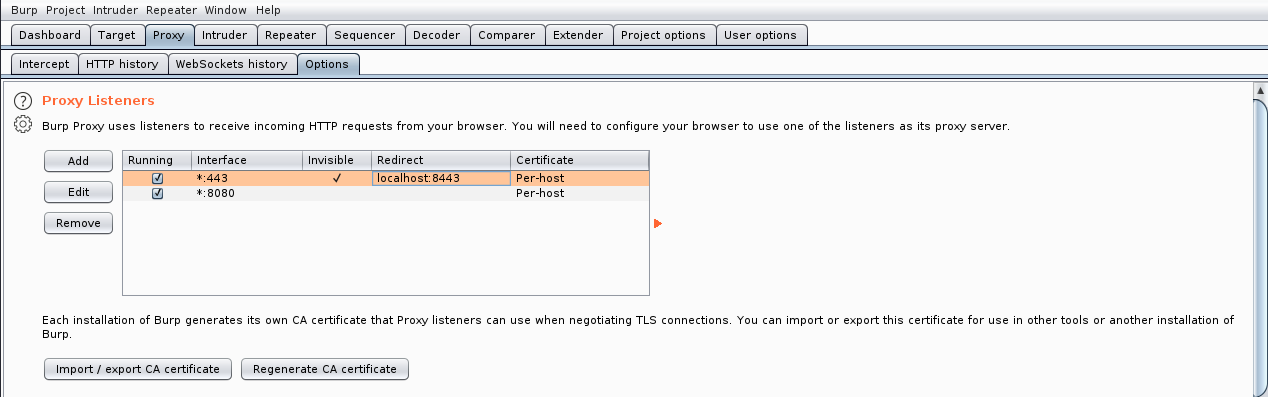 Burp Project Intruder Repeater Window Help
Dashboard Target Proxy Intruder Repeater Sequencer Decoder Comparer Extender Project options User options
Intercept HTTP history WebSockets history Options
? Proxy Listeners
Burp Proxy uses listeners to receive incoming HTTP requests from your browser. You will need to configure your browser to use one of the listeners as its proxy server.
Add Running Interface Invisible Redirect Certificate
*:443 ✓ localhost:8443 Per-host
Edit *:8080 Per-host
Remove
Each installation of Burp generates its own CA certificate that Proxy listeners can use when negotiating TLS connections. You can import or export this certificate for use in other tools or another installation of
Burp.
Import / export CA certificate Regenerate CA certificate